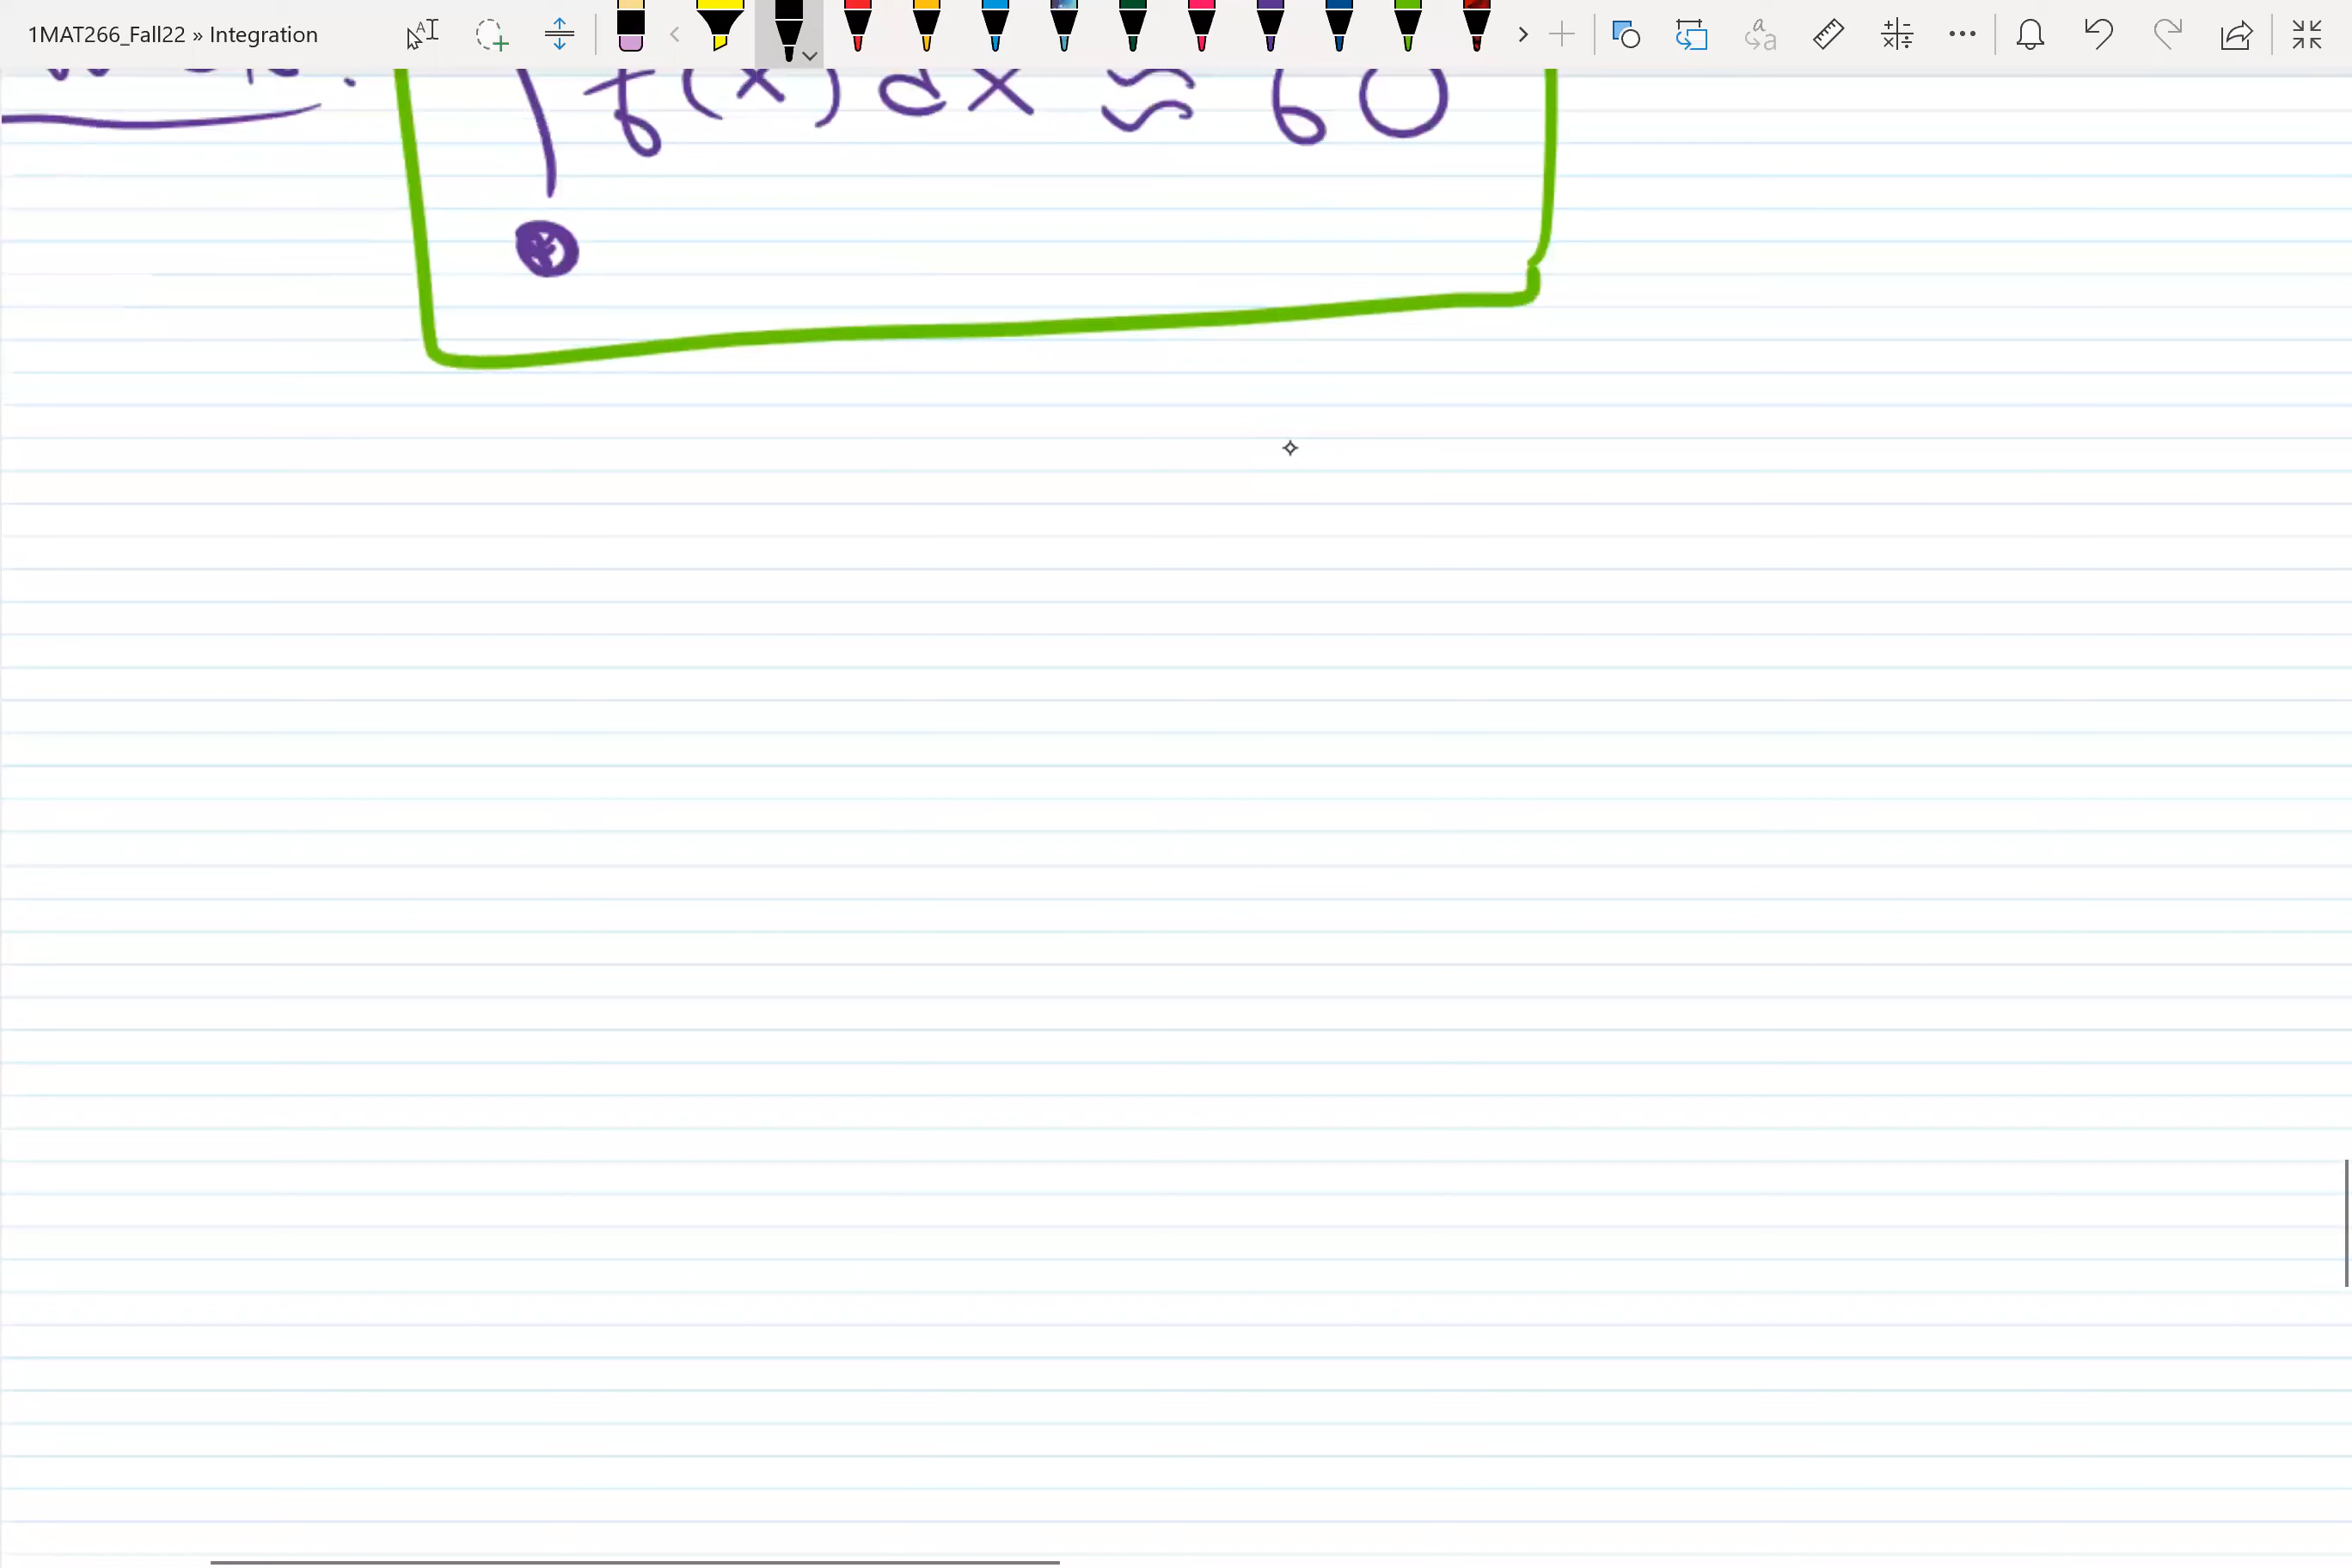 1MAT266_Fall22 » Integration
∫ f(x) dx ≈ 60